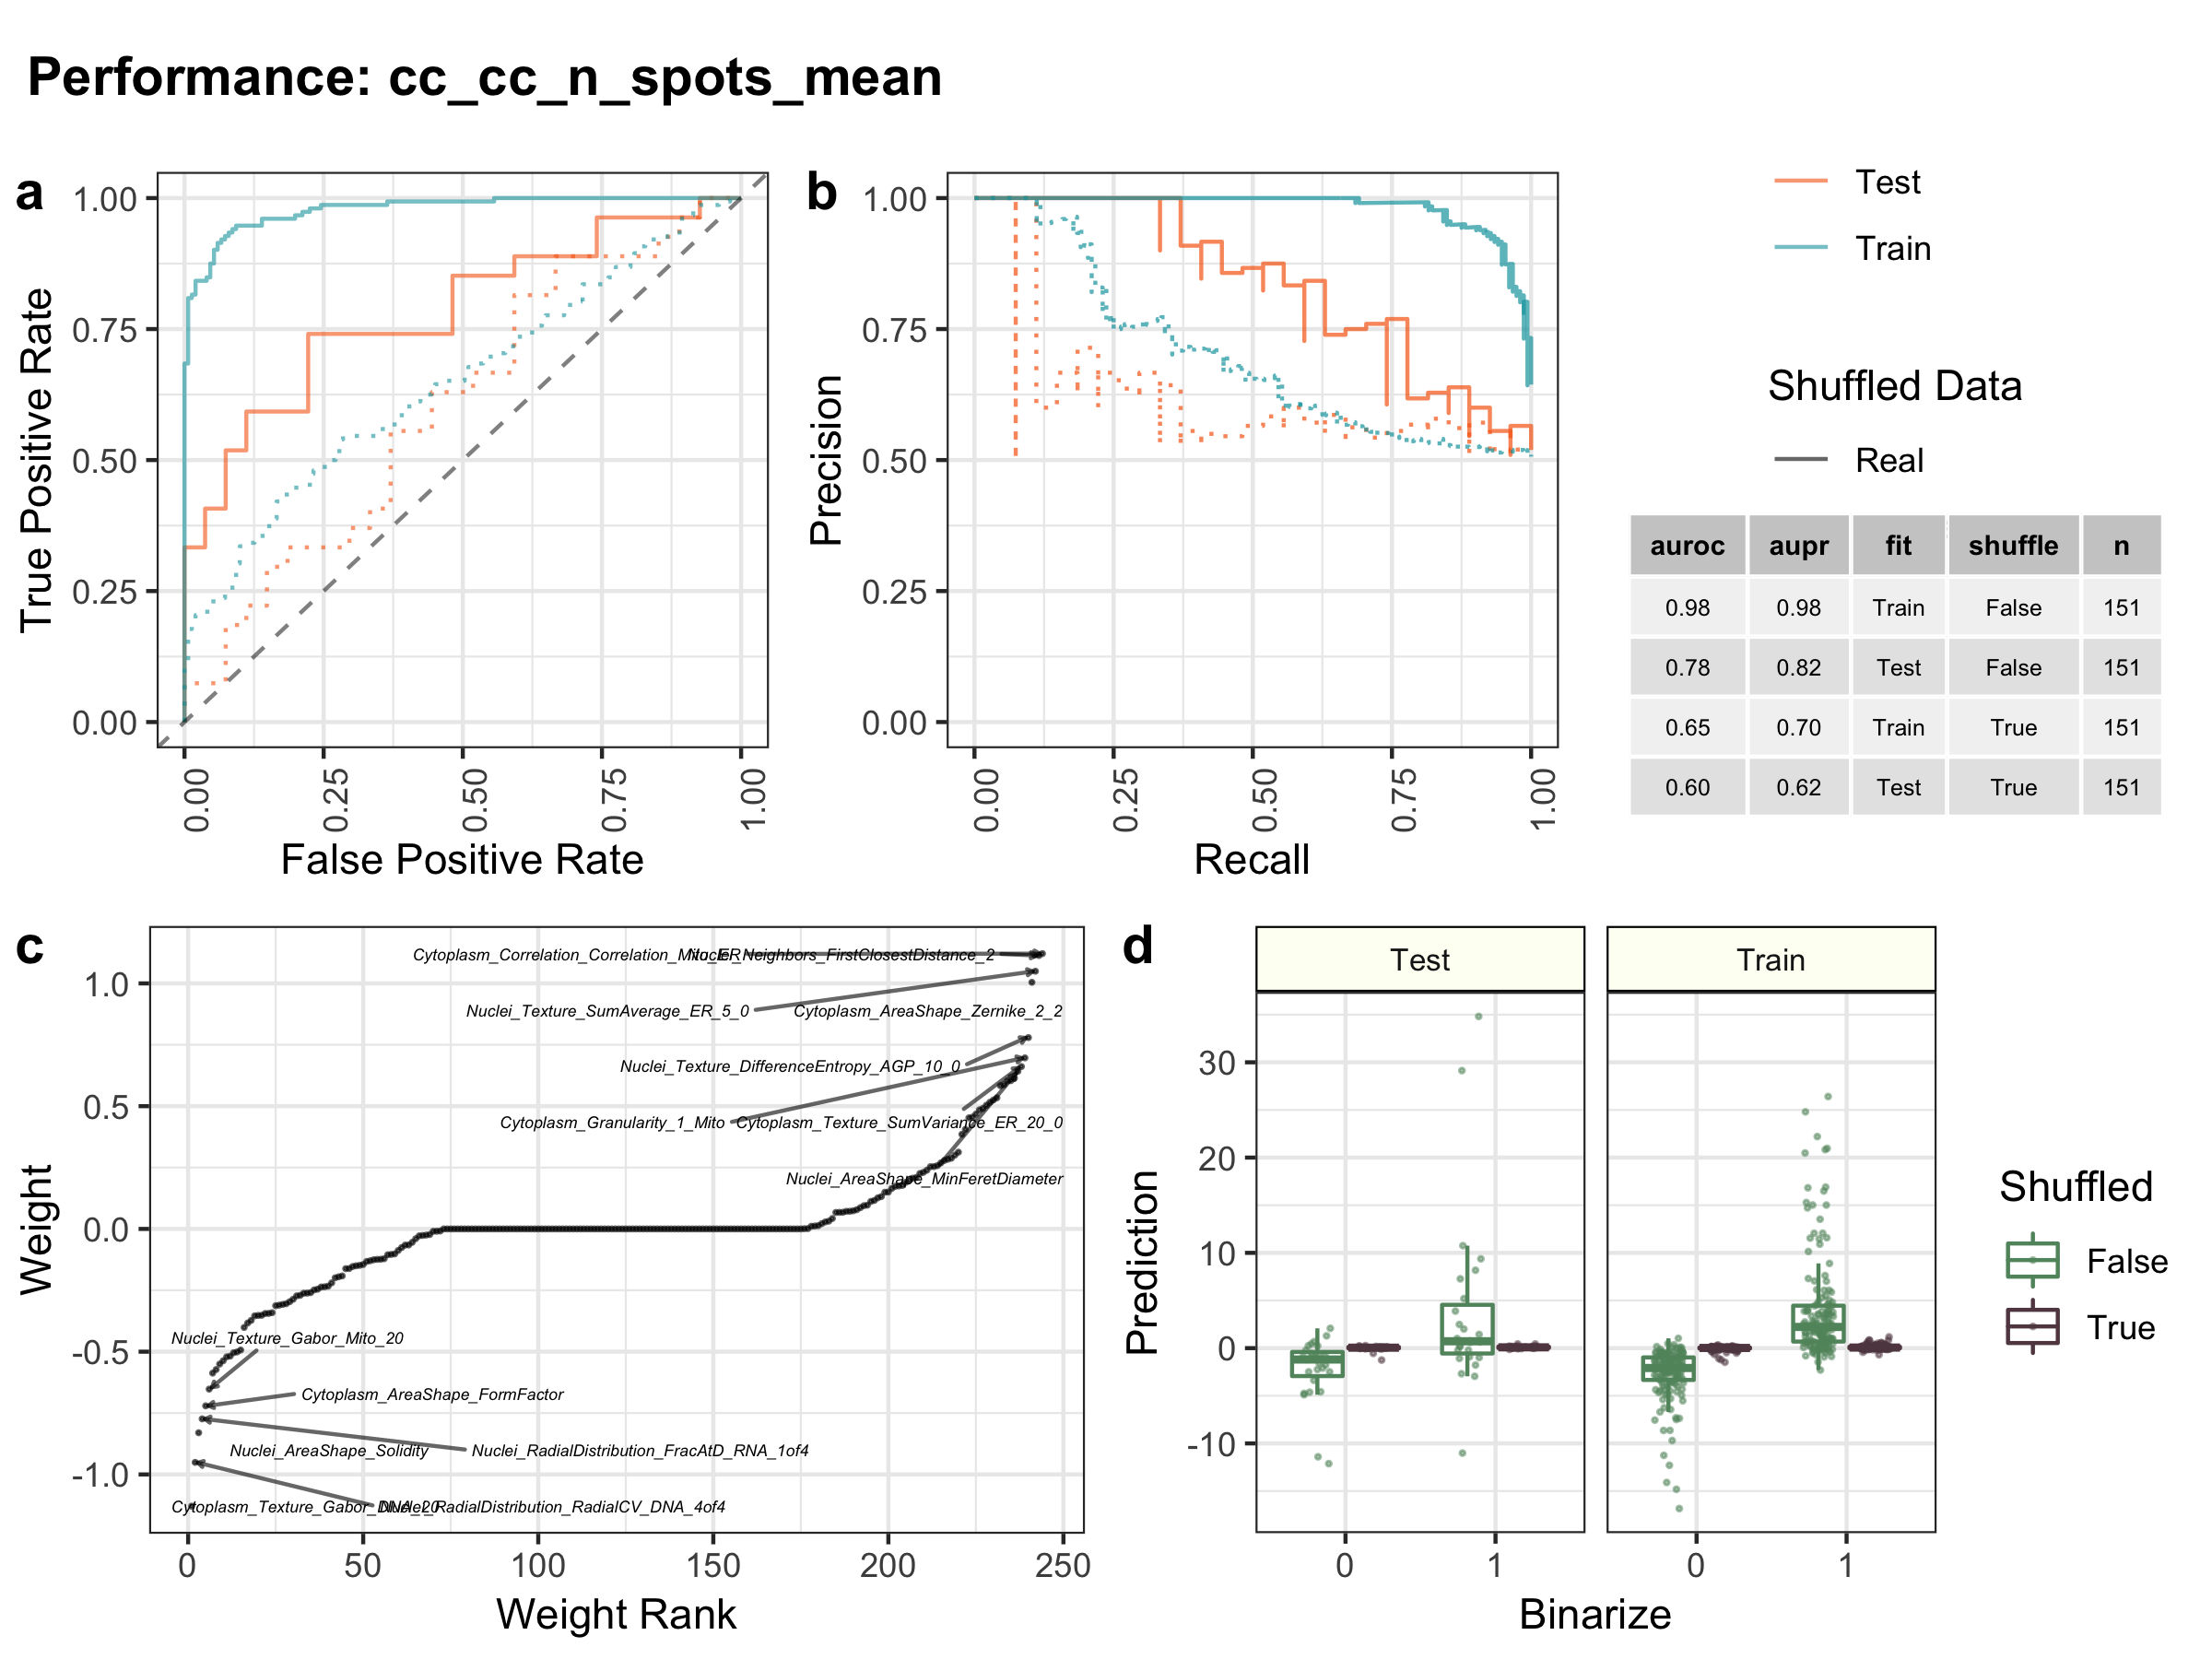 Performance: cc_cc_n_spots_mean
a
1.00
0.75
0.50
0.25
0.00
True Positive Rate
0.00
0.25
0.50
0.75
1.00
False Positive Rate
b
1.00
0.75
0.50
0.25
0.00
Precision
0.00
0.25
0.50
0.75
1.00
Recall
Test
Train
Shuffled Data
Real
auroc aupr fit shuffle n
0.98 0.98 Train False 151
0.78 0.82 Test False 151
0.65 0.70 Train True 151
0.60 0.62 Test True 151
c
1.0
0.5
0.0
-0.5
-1.0
Weight
Cytoplasm_Correlation_Correlation_Mito_ER
Nuclei_Neighbors_FirstClosestDistance_2
Nuclei_Texture_SumAverage_ER_5_0
Cytoplasm_AreaShape_Zernike_2_2
Nuclei_Texture_DifferenceEntropy_AGP_10_0
Cytoplasm_Granularity_1_Mito
Cytoplasm_Texture_SumVariance_ER_20_0
Nuclei_AreaShape_MinFeretDiameter
Nuclei_Texture_Gabor_Mito_20
Cytoplasm_AreaShape_FormFactor
Nuclei_AreaShape_Solidity
Nuclei_RadialDistribution_FracAtD_RNA_1of4
Cytoplasm_Texture_Gabor_DNA_20
Nuclei_RadialDistribution_RadialCV_DNA_4of4
0
50
100
150
200
250
Weight Rank
d
Test
Train
30
20
10
0
-10
Prediction
0
1
0
1
Binarize
Shuffled
False
True